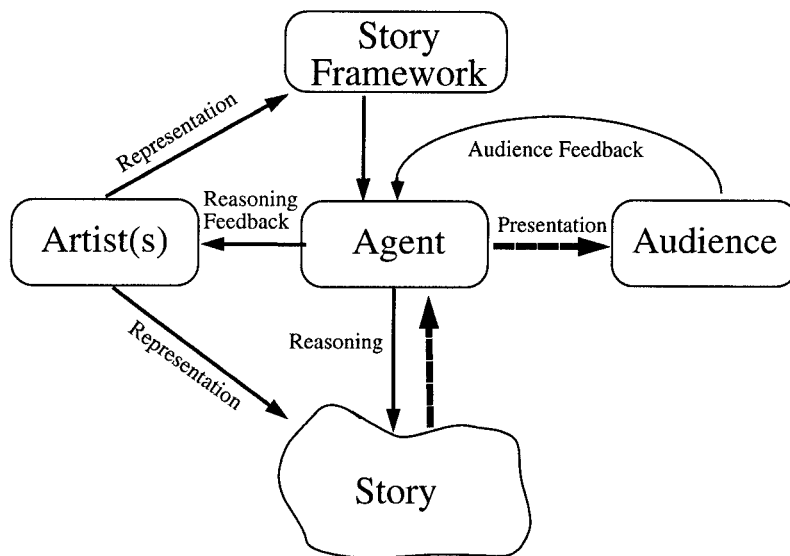 Story
Framework
Representation
Audience Feedback
Reasoning
Feedback
Artist(s)
Agent
Presentation
Audience
Representation
Reasoning
Story